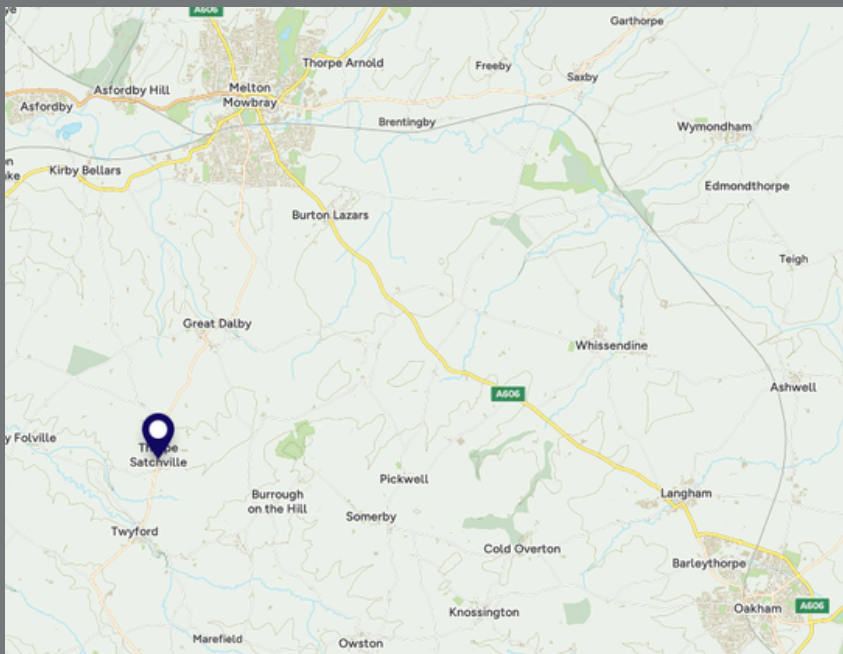 A606
Garthorpe
Thorpe Arnold
Freeby
Saxby
Asfordby Hill
Melton
Mowbray
Asfordby
Brentingby
Wymondham
Kirby Bellars
Edmondthorpe
Burton Lazars
Teigh
Great Dalby
Whissendine
Ashwell
A606
y Folville
Satchville
Pickwell
Burrough
on the Hill
Langham
Somerby
Twyford
Cold Overton
Barleythorpe
Knossington
Oakham
A606
Marefield
Owston